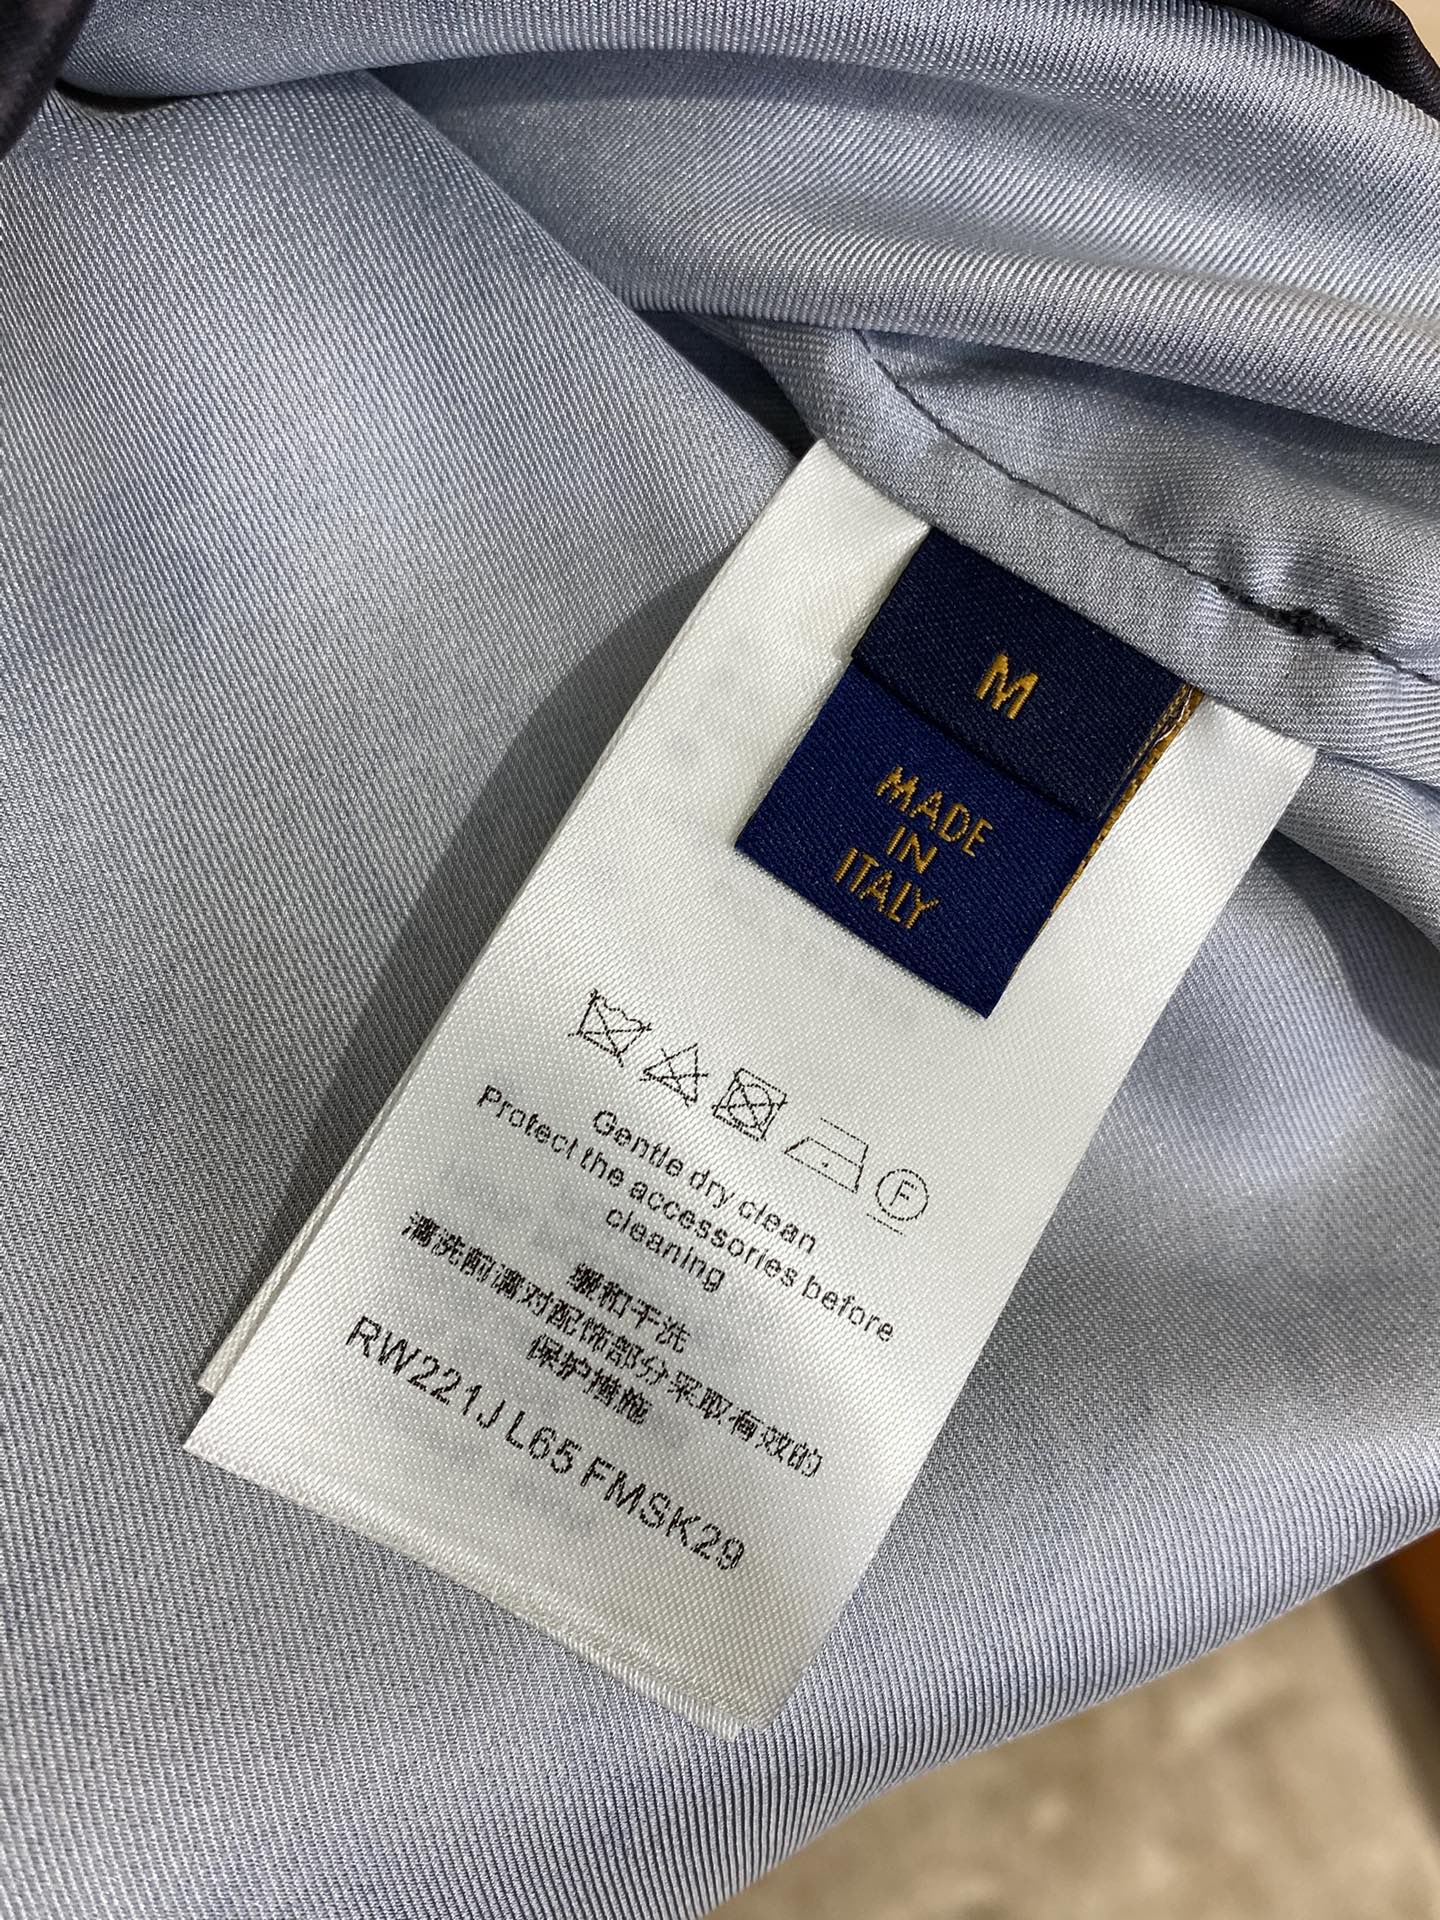 M
MADE
IN
ITALY
F
Gentle dry clean
Protect the accessories before
cleaning
缓和干洗
清洗前请对配饰部分采取有效的
保护措施
RW221J L65 FMSK29